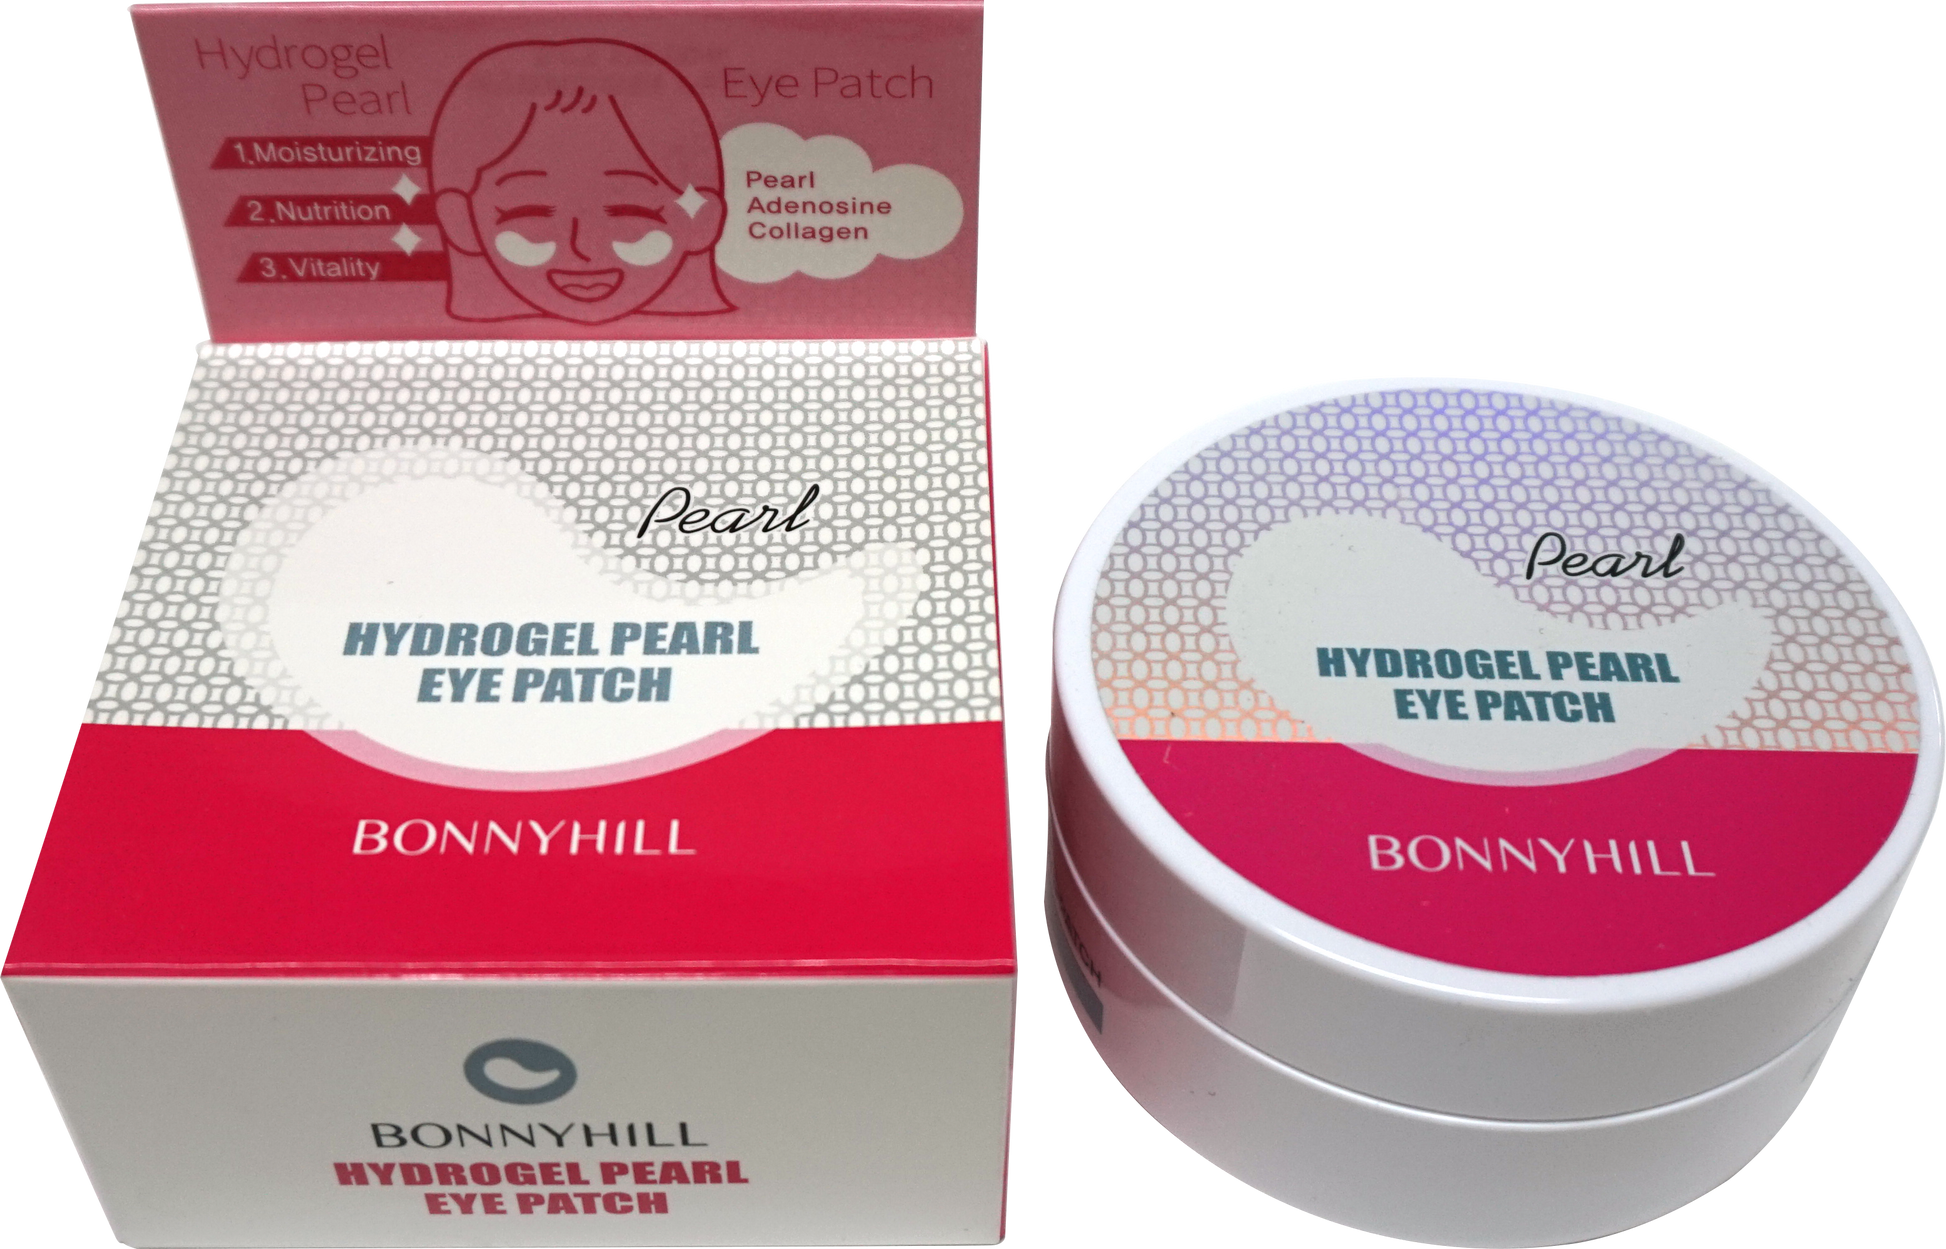 Hydrogel
Pearl
Eye Patch
1.Moisturizing
2.Nutrition
3.Vitality
Pearl
Adenosine
Collagen
Pearl
HYDROGEL PEARL
EYE PATCH
BONNYHILL
BONNYHILL
HYDROGEL PEARL
EYE PATCH
Pearl
HYDROGEL PEARL
EYE PATCH
BONNYHILL